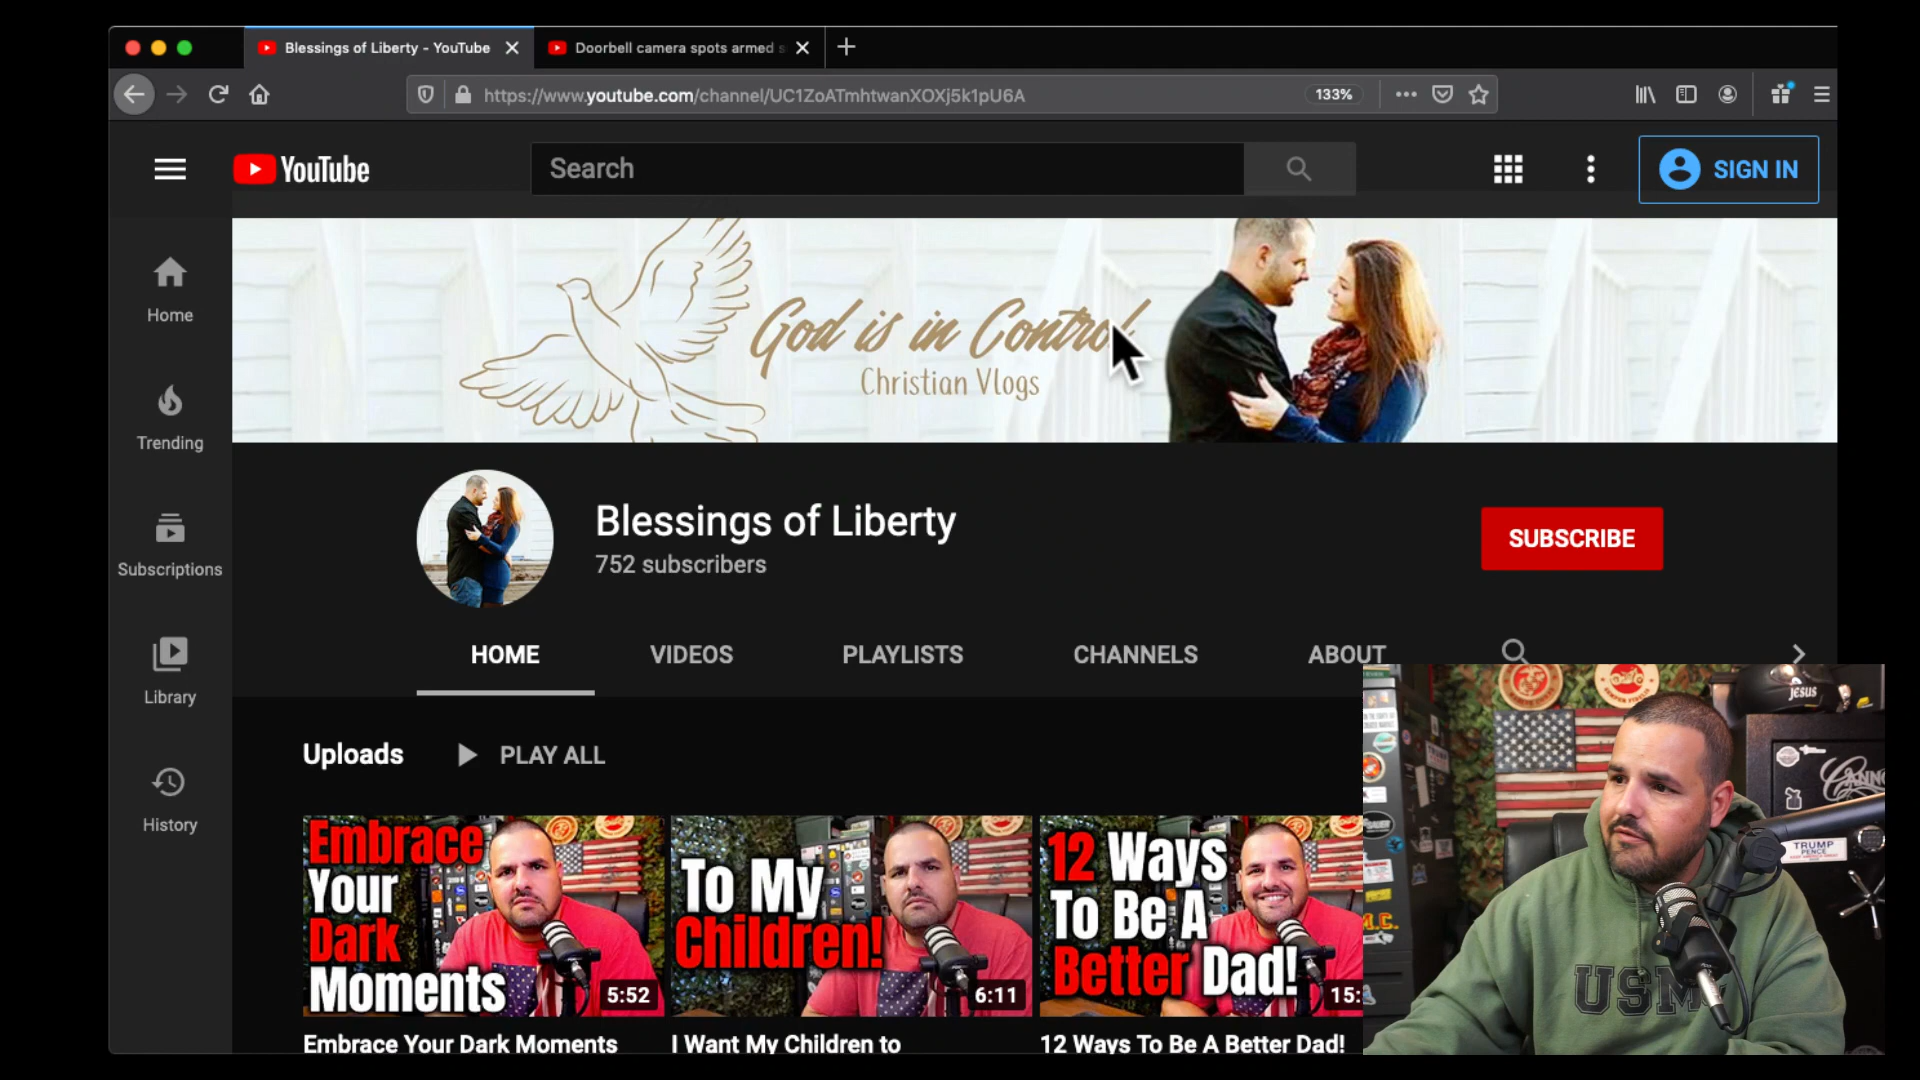 Blessings of Liberty - YouTube
Doorbell camera spots armed
https://www.youtube.com/channel/UC1ZoATmhtwanXOXj5k1pU6A
133%
YouTube
Search
SIGN IN
Home
Trending
Subscriptions
Library
History
God is in Control
Christian Vlogs
Blessings of Liberty
752 subscribers
SUBSCRIBE
HOME
VIDEOS
PLAYLISTS
CHANNELS
ABOUT
Uploads
PLAY ALL
Embrace
Your
Dark
Moments
5:52
To My
Children!
6:11
12 Ways
To Be A
Better Dad!
15:
Embrace Your Dark Moments
I Want My Children to
12 Ways To Be A Better Dad!
JESUS
TRUMP
PENCE
USM